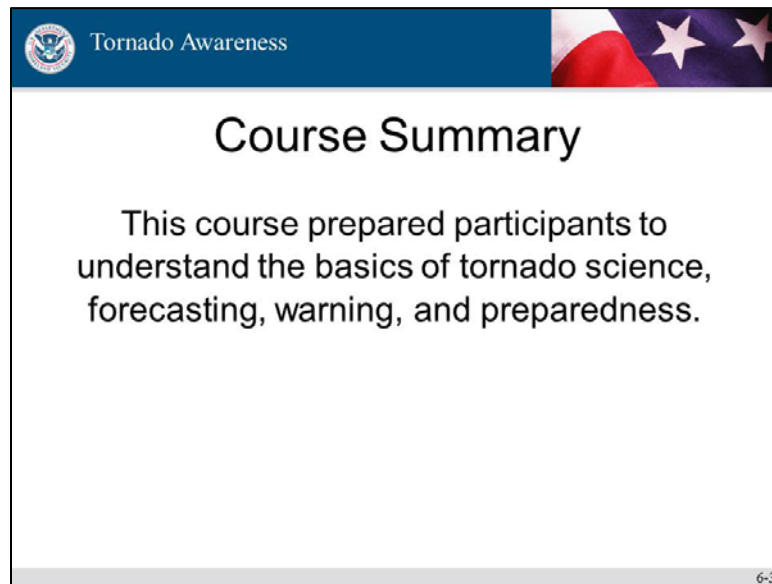 Tornado Awareness
Course Summary
This course prepared participants to
understand the basics of tornado science,
forecasting, warning, and preparedness.